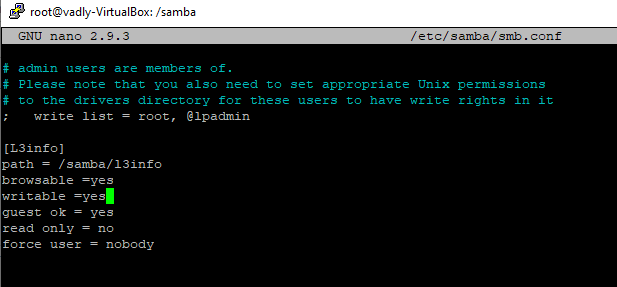 root@vadly-VirtualBox: /samba
GNU nano 2.9.3 /etc/samba/smb.conf
# admin users are members of.
# Please note that you also need to set appropriate Unix permissions
# to the drivers directory for these users to have write rights in it
;   write list = root, @lpadmin
[L3info]
path = /samba/l3info
browsable =yes
writable =yes
guest ok = yes
read only = no
force user = nobody